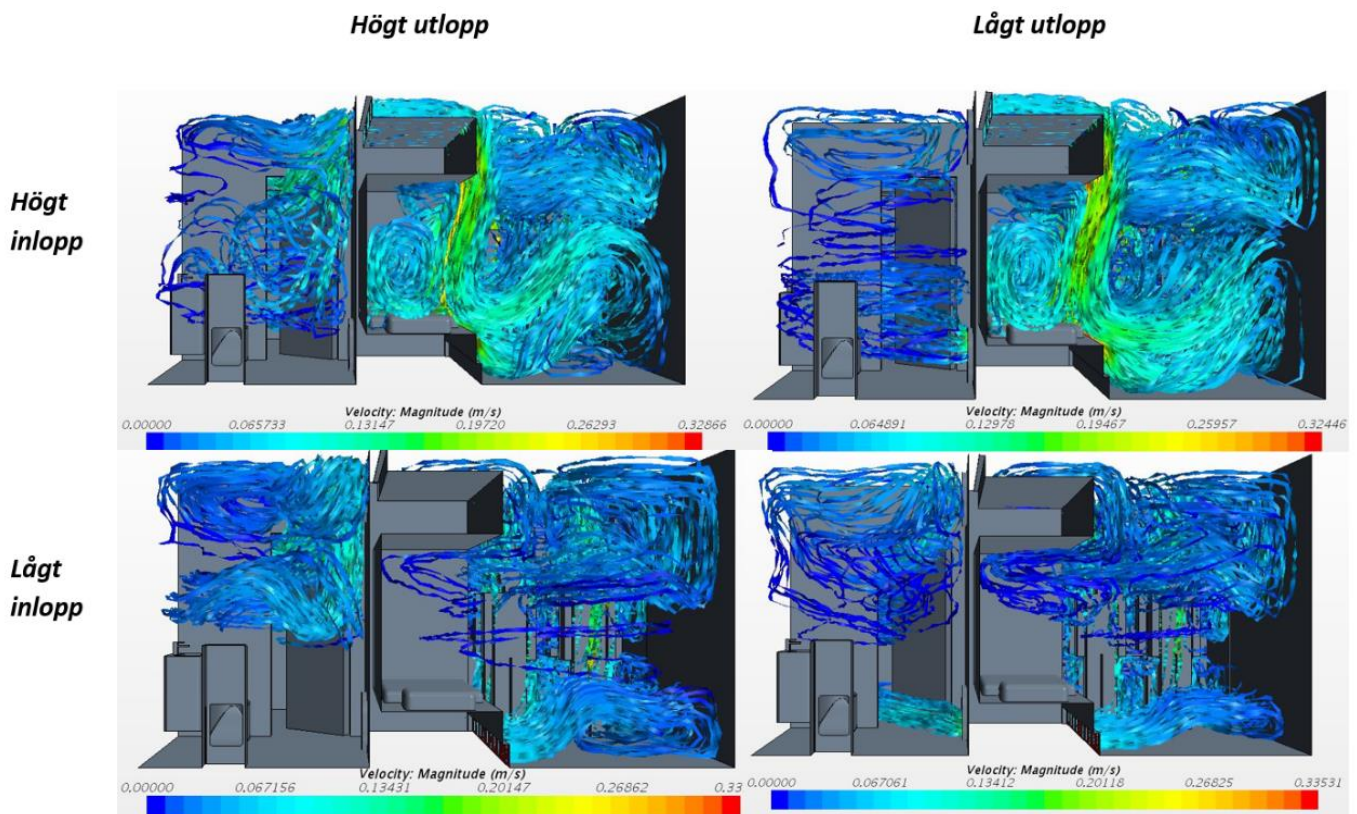 Högt utlopp
Lågt utlopp
Högt
inlopp
Velocity: Magnitude (m/s)
0.00000 0.065733 0.13147 0.19720 0.26293 0.32866
Velocity: Magnitude (m/s)
0.00000 0.064891 0.12978 0.19467 0.25957 0.32446
Lågt
inlopp
Velocity: Magnitude (m/s)
0.00000 0.067156 0.13431 0.20147 0.26862 0.33
Velocity: Magnitude (m/s)
0.00000 0.067061 0.13412 0.20118 0.26825 0.33531